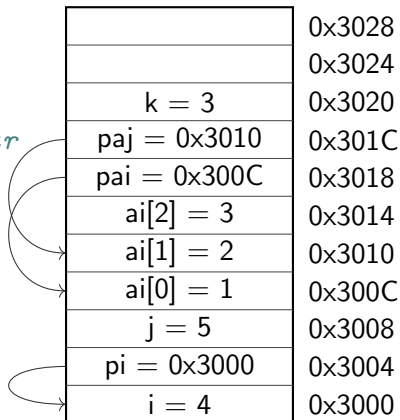 0x3028
0x3024
k = 3 0x3020
paj = 0x3010 0x301C
pai = 0x300C 0x3018
ai[2] = 3 0x3014
ai[1] = 2 0x3010
ai[0] = 1 0x300C
j = 5 0x3008
pi = 0x3000 0x3004
i = 4 0x3000